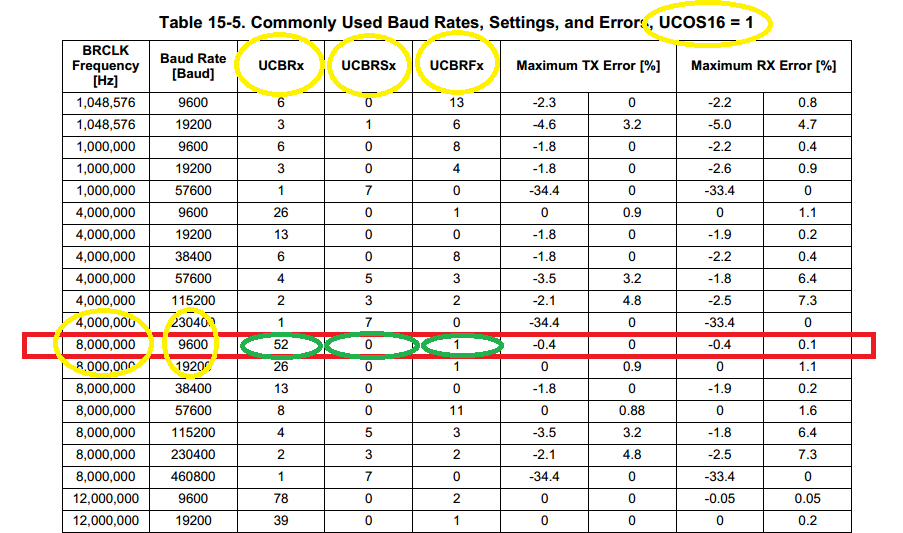 Table 15-5. Commonly Used Baud Rates, Settings, and Errors, UCOS16 = 1
BRCLK Frequency [Hz] Baud Rate [Baud] UCBRx UCBRSx UCBRFx Maximum TX Error [%] Maximum RX Error [%]
1,048,576 9600 6 0 13 -2.3 0 -2.2 0.8
1,048,576 19200 3 1 6 -4.6 3.2 -5.0 4.7
1,000,000 9600 6 0 8 -1.8 0 -2.2 0.4
1,000,000 19200 3 0 4 -1.8 0 -2.6 0.9
1,000,000 57600 1 7 0 -34.4 0 -33.4 0
4,000,000 9600 26 0 1 0 0.9 0 1.1
4,000,000 19200 13 0 0 -1.8 0 -1.9 0.2
4,000,000 38400 6 0 8 -1.8 0 -2.2 0.4
4,000,000 57600 4 5 3 -3.5 3.2 -1.8 6.4
4,000,000 115200 2 3 2 -2.1 4.8 -2.5 7.3
4,000,000 230400 1 7 0 -34.4 0 -33.4 0
8,000,000 9600 52 0 1 -0.4 0 -0.4 0.1
8,000,000 19200 26 0 1 0 0.9 0 1.1
8,000,000 38400 13 0 0 -1.8 0 -1.9 0.2
8,000,000 57600 8 0 11 0 0.88 0 1.6
8,000,000 115200 4 5 3 -3.5 3.2 -1.8 6.4
8,000,000 230400 2 3 2 -2.1 4.8 -2.5 7.3
8,000,000 460800 1 7 0 -34.4 0 -33.4 0
12,000,000 9600 78 0 2 0 0 -0.05 0.05
12,000,000 19200 39 0 1 0 0 0 0.2